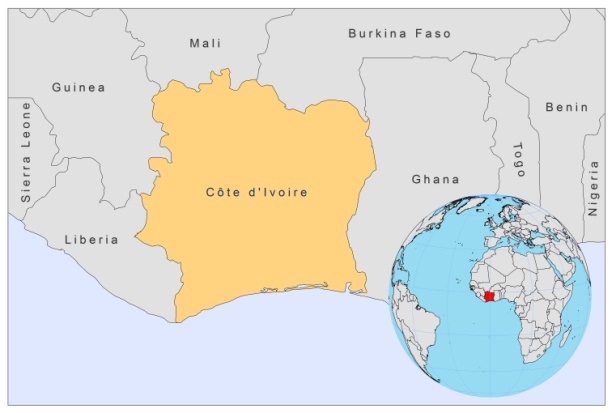 Burkina Faso
Mali
Guinea
Benin
Sierra Leone
Togo
Nigeria
Ghana
Côte d'Ivoire
Liberia